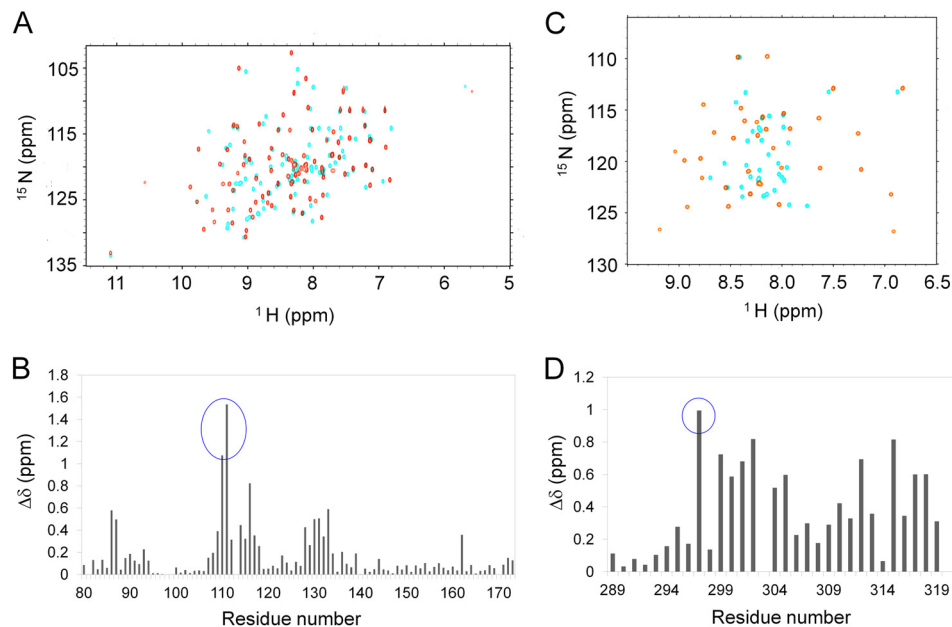 A
105
115
125
135
15 N (ppm)
11 10 9 8 7 6 5
1 H (ppm)
C
110
115
120
125
130
15 N (ppm)
9.0 8.5 8.0 7.5 7.0 6.5
1 H (ppm)
B
1.8
1.6
1.4
1.2
1
0.8
0.6
0.4
0.2
0
Δδ (ppm)
80 90 100 110 120 130 140 150 160 170
Residue number
D
1.2
1
0.8
0.6
0.4
0.2
0
Δδ (ppm)
289 294 299 304 309 314 319
Residue number